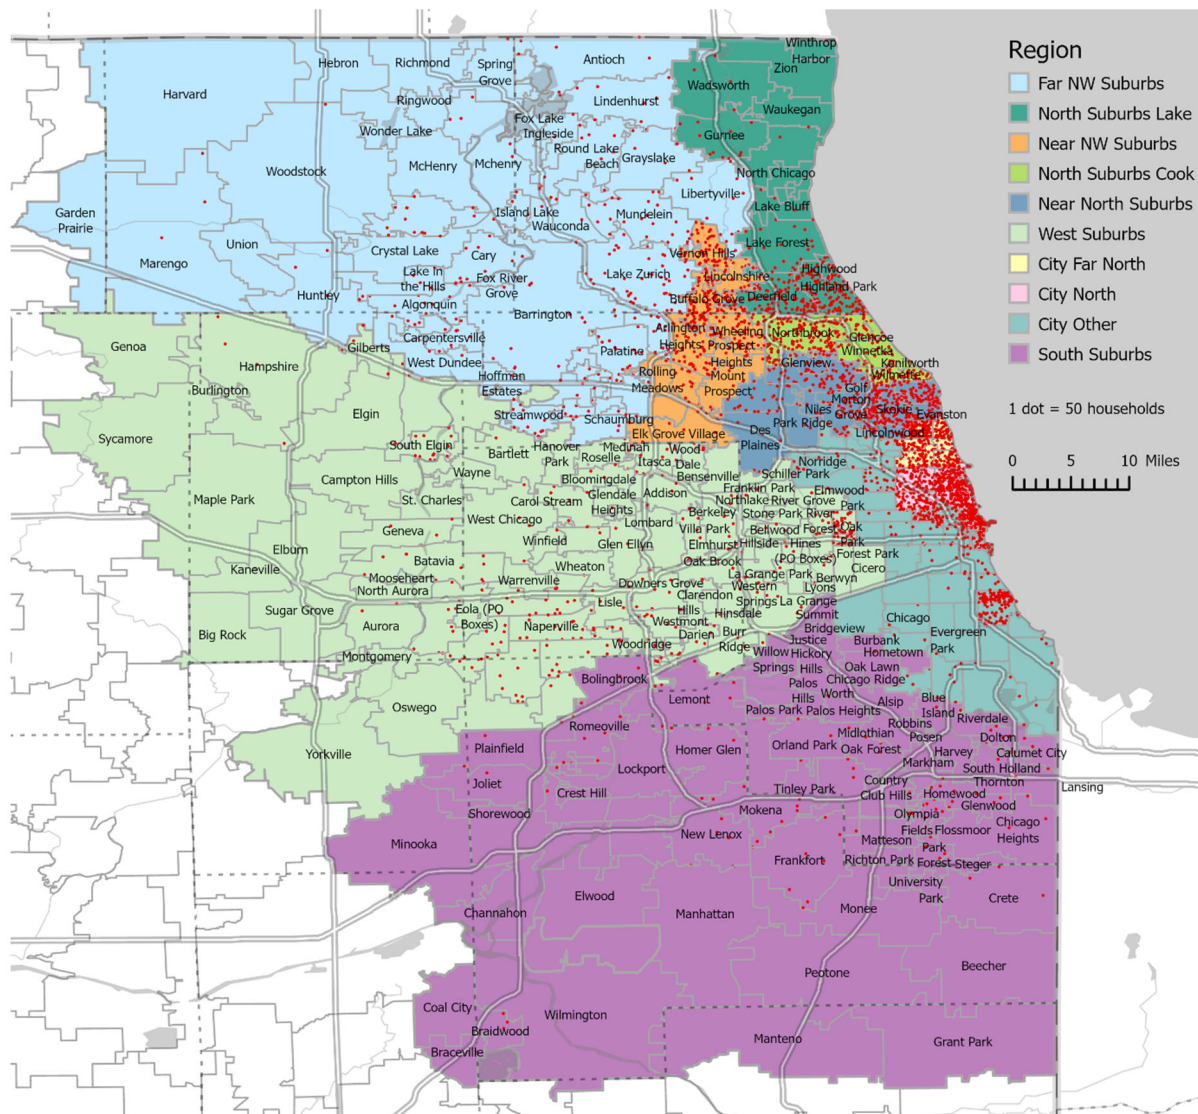 Region
Far NW Suburbs
North Suburbs Lake
Near NW Suburbs
North Suburbs Cook
Near North Suburbs
West Suburbs
City Far North
City North
City Other
South Suburbs
1 dot = 50 households
0 5 10 Miles
Winthrop
Harbor
Zion
Hebron
Richmond
Spring
Grove
Antioch
Wadsworth
Harvard
Ringwood
Lindenhurst
Waukegan
Wonder Lake
Fox Lake
Ingleside
Gurnee
Round Lake
Beach
Grayslake
McHenry
Mchenry
Woodstock
North Chicago
Libertyville
Lake Bluff
Garden
Prairie
Island Lake
Wauconda
Mundelein
Union
Crystal Lake
Cary
Vernon Hills
Lake Forest
Marengo
Lake In
the Hills
Fox River
Grove
Lake Zurich
Lincolnshire
Highwood
Highland Park
Huntley
Algonquin
Buffalo Grove
Deerfield
Barrington
Genoa
Gilberts
Carpentersville
West Dundee
Palatine
Arlington
Heights
Wheeling
Prospect
Heights
Northbrook
Glencoe
Winnetka
Kenilworth
Wilmette
Hampshire
Burlington
Hoffman
Estates
Rolling
Meadows
Mount
Prospect
Glenview
Golf
Morton
Grove
Elgin
Streamwood
Schaumburg
Niles
Skokie
Evanston
Sycamore
South Elgin
Elk Grove Village
Des
Plaines
Park Ridge
Lincolnwood
Bartlett
Hanover
Park
Medinah
Roselle
Itasca
Wood
Dale
Bensenville
Norridge
Schiller Park
Wayne
Campton Hills
Bloomingdale
Maple Park
St. Charles
Carol Stream
Glendale
Heights
Addison
Franklin Park
Elmwood
Park
Northlake
River Grove
West Chicago
Lombard
Berkeley
Stone Park
River
Forest
Oak
Park
Geneva
Winfield
Glen Ellyn
Villa Park
Bellwood
Elmhurst
Hillside
Hines
(PO Boxes)
Elburn
Batavia
Wheaton
Oak Brook
Forest Park
Cicero
Kaneville
Mooseheart
North Aurora
Warrenville
Downers Grove
La Grange Park
Berwyn
Western
Springs
Lyons
Clarendon
Hills
La Grange
Sugar Grove
Eola (PO
Boxes)
Lisle
Hinsdale
Summit
Chicago
Big Rock
Aurora
Naperville
Westmont
Darien
Burr
Ridge
Bridgeview
Justice
Burbank
Evergreen
Park
Montgomery
Woodridge
Willow
Springs
Hickory
Hills
Hometown
Oak Lawn
Bolingbrook
Palos
Hills
Chicago Ridge
Oswego
Lemont
Worth
Alsip
Blue
Island
Palos Park
Palos Heights
Riverdale
Romeoville
Robbins
Yorkville
Plainfield
Homer Glen
Orland Park
Midlothian
Oak Forest
Posen
Dolton
Harvey
Calumet City
Markham
South Holland
Joliet
Lockport
Country
Club Hills
Thornton
Lansing
Crest Hill
Tinley Park
Homewood
Glenwood
Shorewood
Mokena
Olympia
Fields
Flossmoor
Chicago
Heights
Minooka
New Lenox
Matteson
Park
Forest
Frankfort
Richton Park
Steger
University
Park
Elwood
Crete
Channahon
Manhattan
Monee
Peotone
Beecher
Coal City
Wilmington
Braidwood
Manteno
Grant Park
Braceville